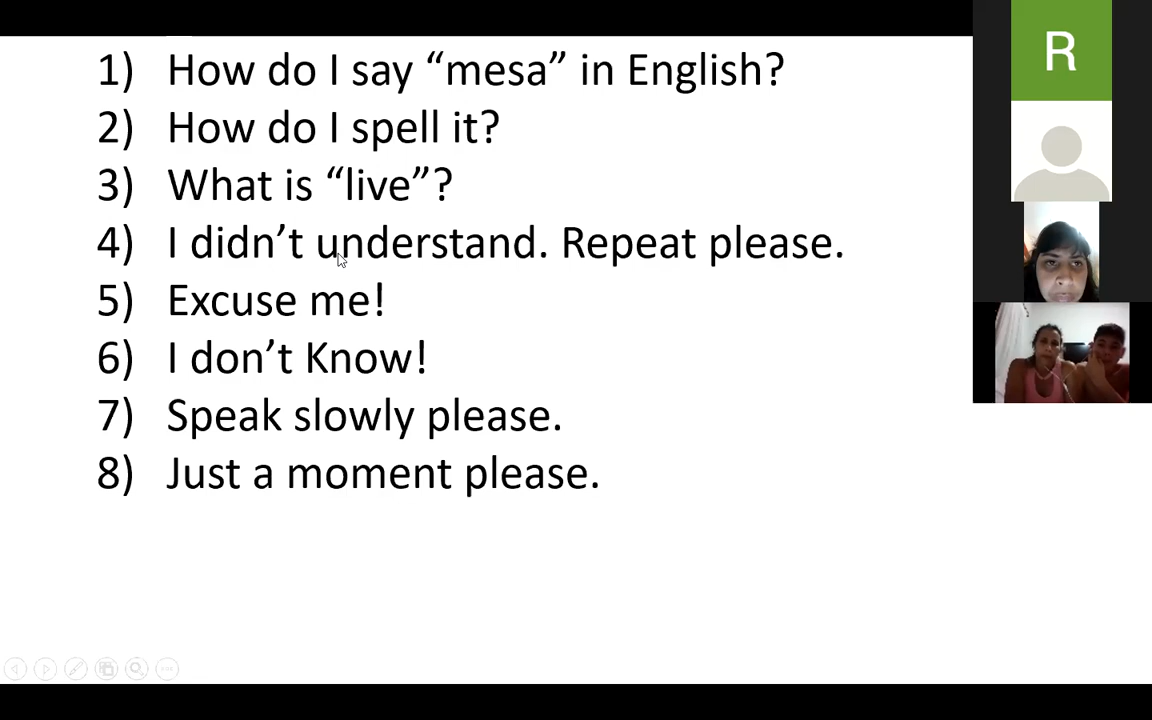 1) How do I say “mesa” in English?
2) How do I spell it?
3) What is “live”?
4) I didn’t understand. Repeat please.
5) Excuse me!
6) I don’t Know!
7) Speak slowly please.
8) Just a moment please.
R